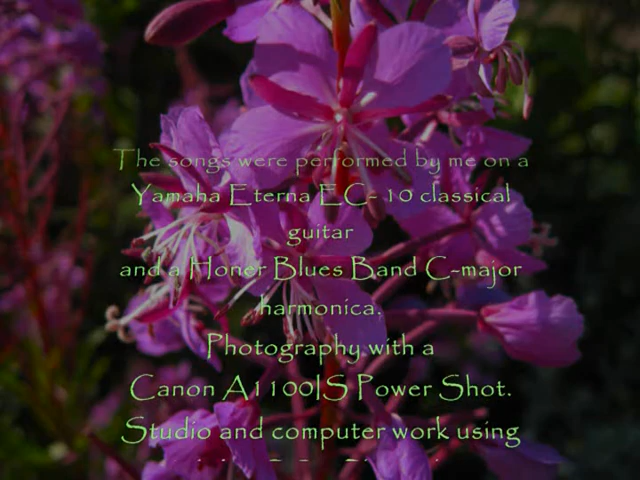 The songs were performed by me on a
Yamaha Eterna EC- 10 classical
guitar
and a Honer Blues Band C-major
harmonica.
Photography with a
Canon A1100IS Power Shot.
Studio and computer work using